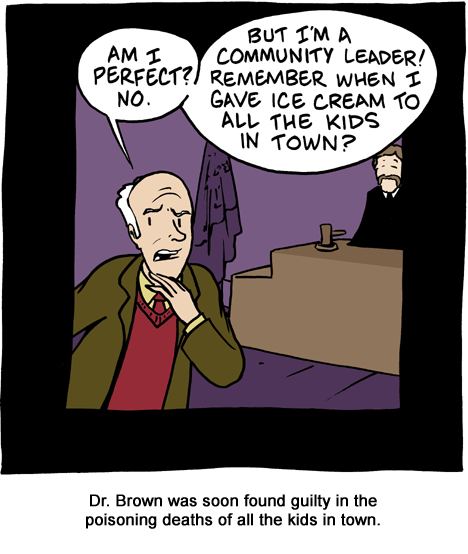 AM I
PERFECT?
NO.
BUT I'M A
COMMUNITY LEADER!
REMEMBER WHEN I
GAVE ICE CREAM TO
ALL THE KIDS
IN TOWN?
Dr. Brown was soon found guilty in the
poisoning deaths of all the kids in town.